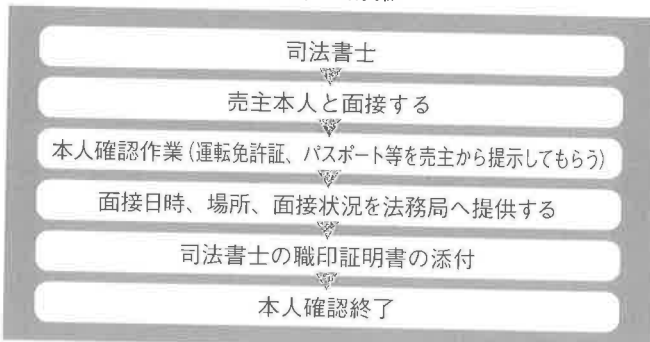 司法書士
売主本人と面接する
本人確認作業(運転免許証、パスポート等を売主から提示してもらう)
面接日時、場所、面接状況を法務局へ提供する
司法書士の職印証明書の添付
本人確認終了